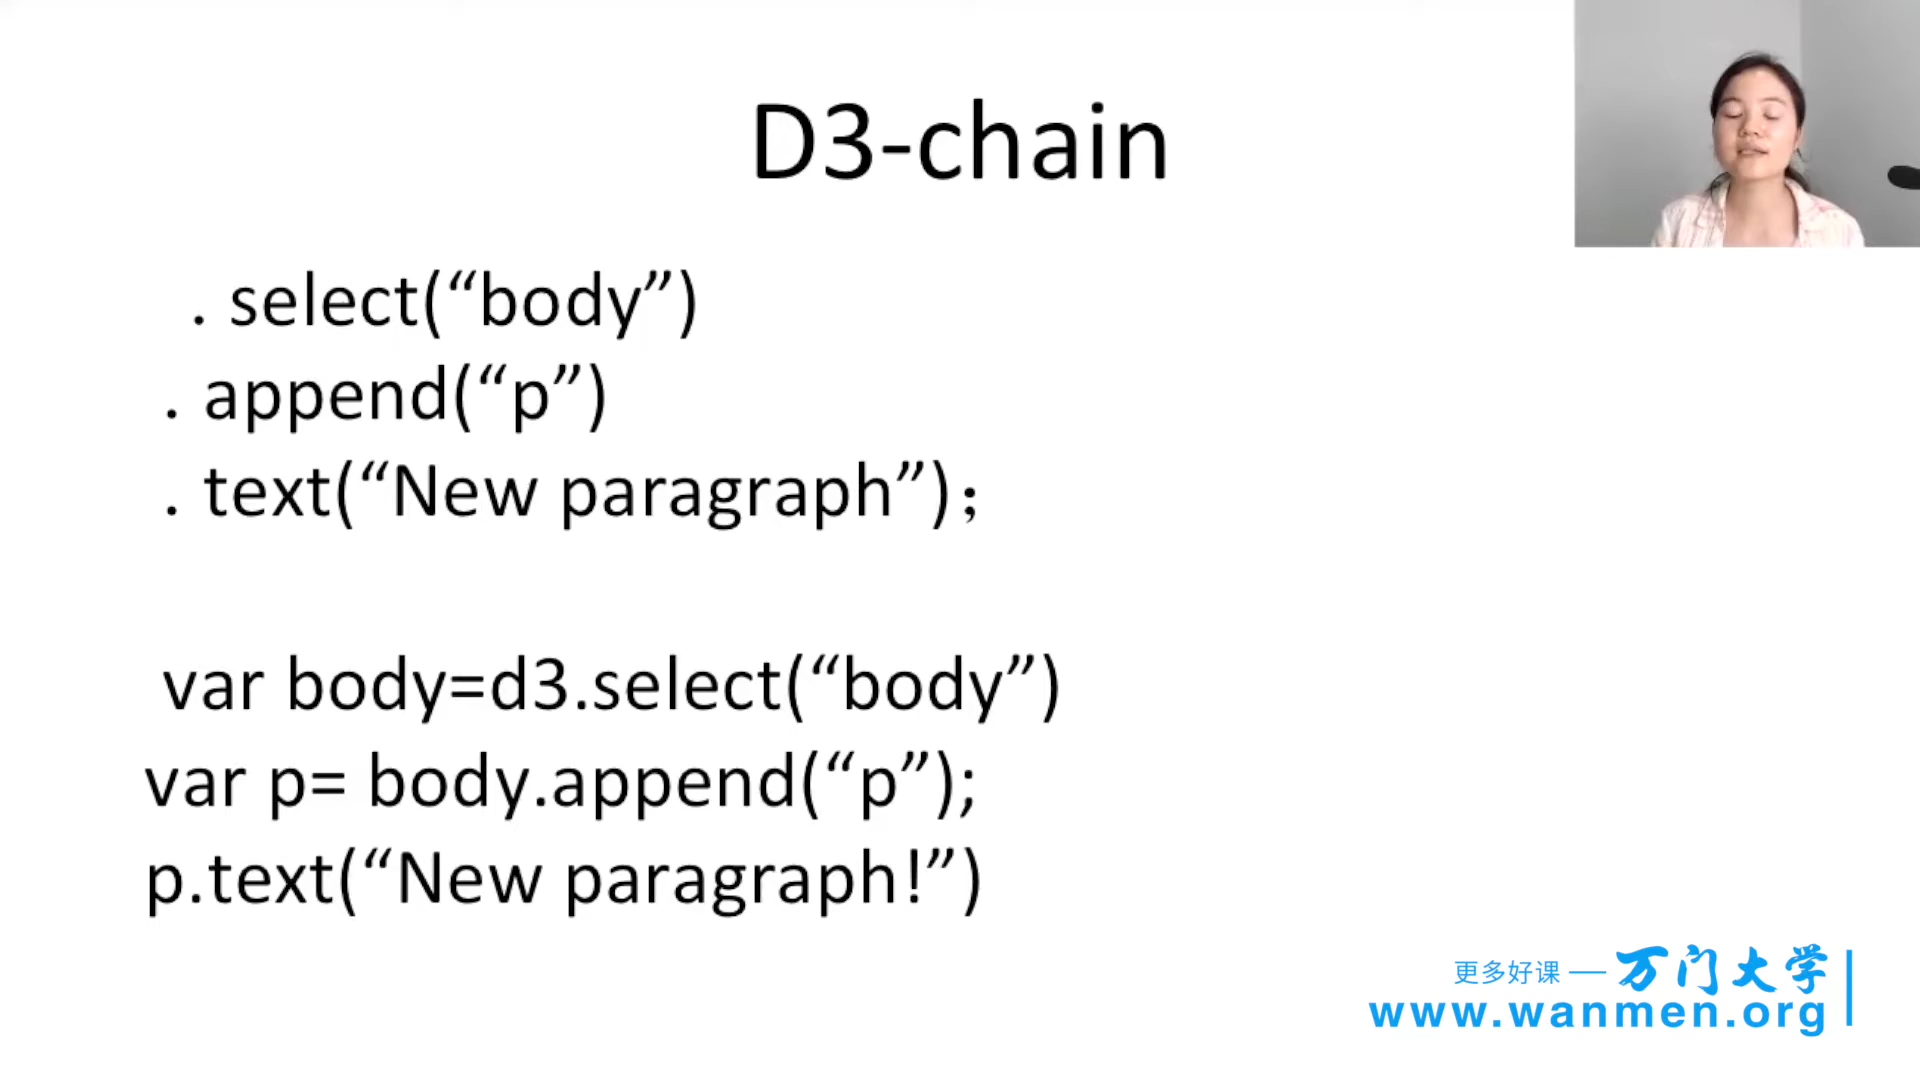 D3-chain
. select(“body”)
. append(“p”)
. text(“New paragraph”);
var body=d3.select(“body”)
var p= body.append(“p”);
p.text(“New paragraph!”)
更多好课 — 万门大学
www.wanmen.org